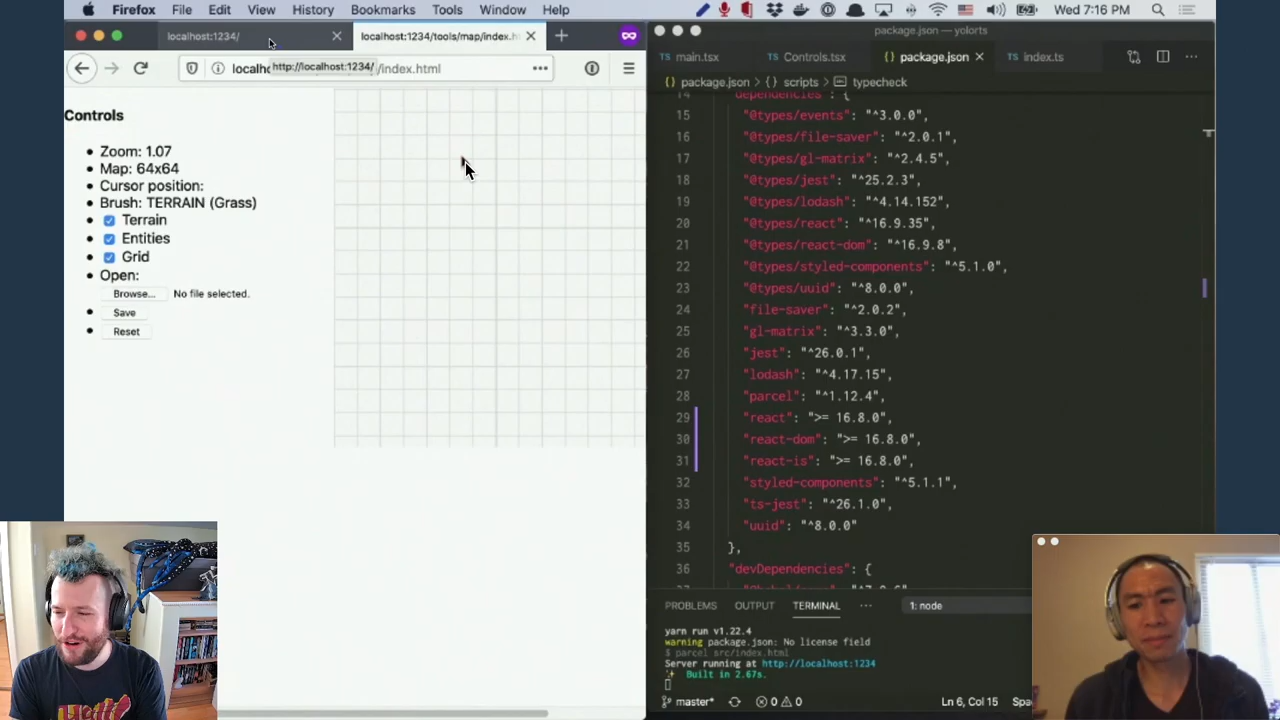 Firefox File Edit View History Bookmarks Tools Window Help
Wed 7:16 PM
localhost:1234/
localhost:1234/tools/map/index.h
localho
http://localhost:1234/
/index.html
Controls
Zoom: 1.07
Map: 64x64
Cursor position:
Brush: TERRAIN (Grass)
Terrain
Entities
Grid
Open:
Browse... No file selected.
Save
Reset
package.json — yolorts
main.tsx Controls.tsx {} package.json index.ts
{} package.json > {} scripts > typecheck
14 "dependencies": {
15 "@types/events": "^3.0.0",
16 "@types/file-saver": "^2.0.1",
17 "@types/gl-matrix": "^2.4.5",
18 "@types/jest": "^25.2.3",
19 "@types/lodash": "^4.14.152",
20 "@types/react": "^16.9.35",
21 "@types/react-dom": "^16.9.8",
22 "@types/styled-components": "^5.1.0",
23 "@types/uuid": "^8.0.0",
24 "file-saver": "^2.0.2",
25 "gl-matrix": "^3.3.0",
26 "jest": "^26.0.1",
27 "lodash": "^4.17.15",
28 "parcel": "^1.12.4",
29 "react": ">= 16.8.0",
30 "react-dom": ">= 16.8.0",
31 "react-is": ">= 16.8.0",
32 "styled-components": "^5.1.1",
33 "ts-jest": "^26.1.0",
34 "uuid": "^8.0.0"
35 },
36 "devDependencies": {
PROBLEMS OUTPUT TERMINAL ··· 1: node
yarn run v1.22.4
warning package.json: No license field
$ parcel src/index.html
Server running at http://localhost:1234
Built in 2.67s.
master* 0 0 Ln 6, Col 15 Spa